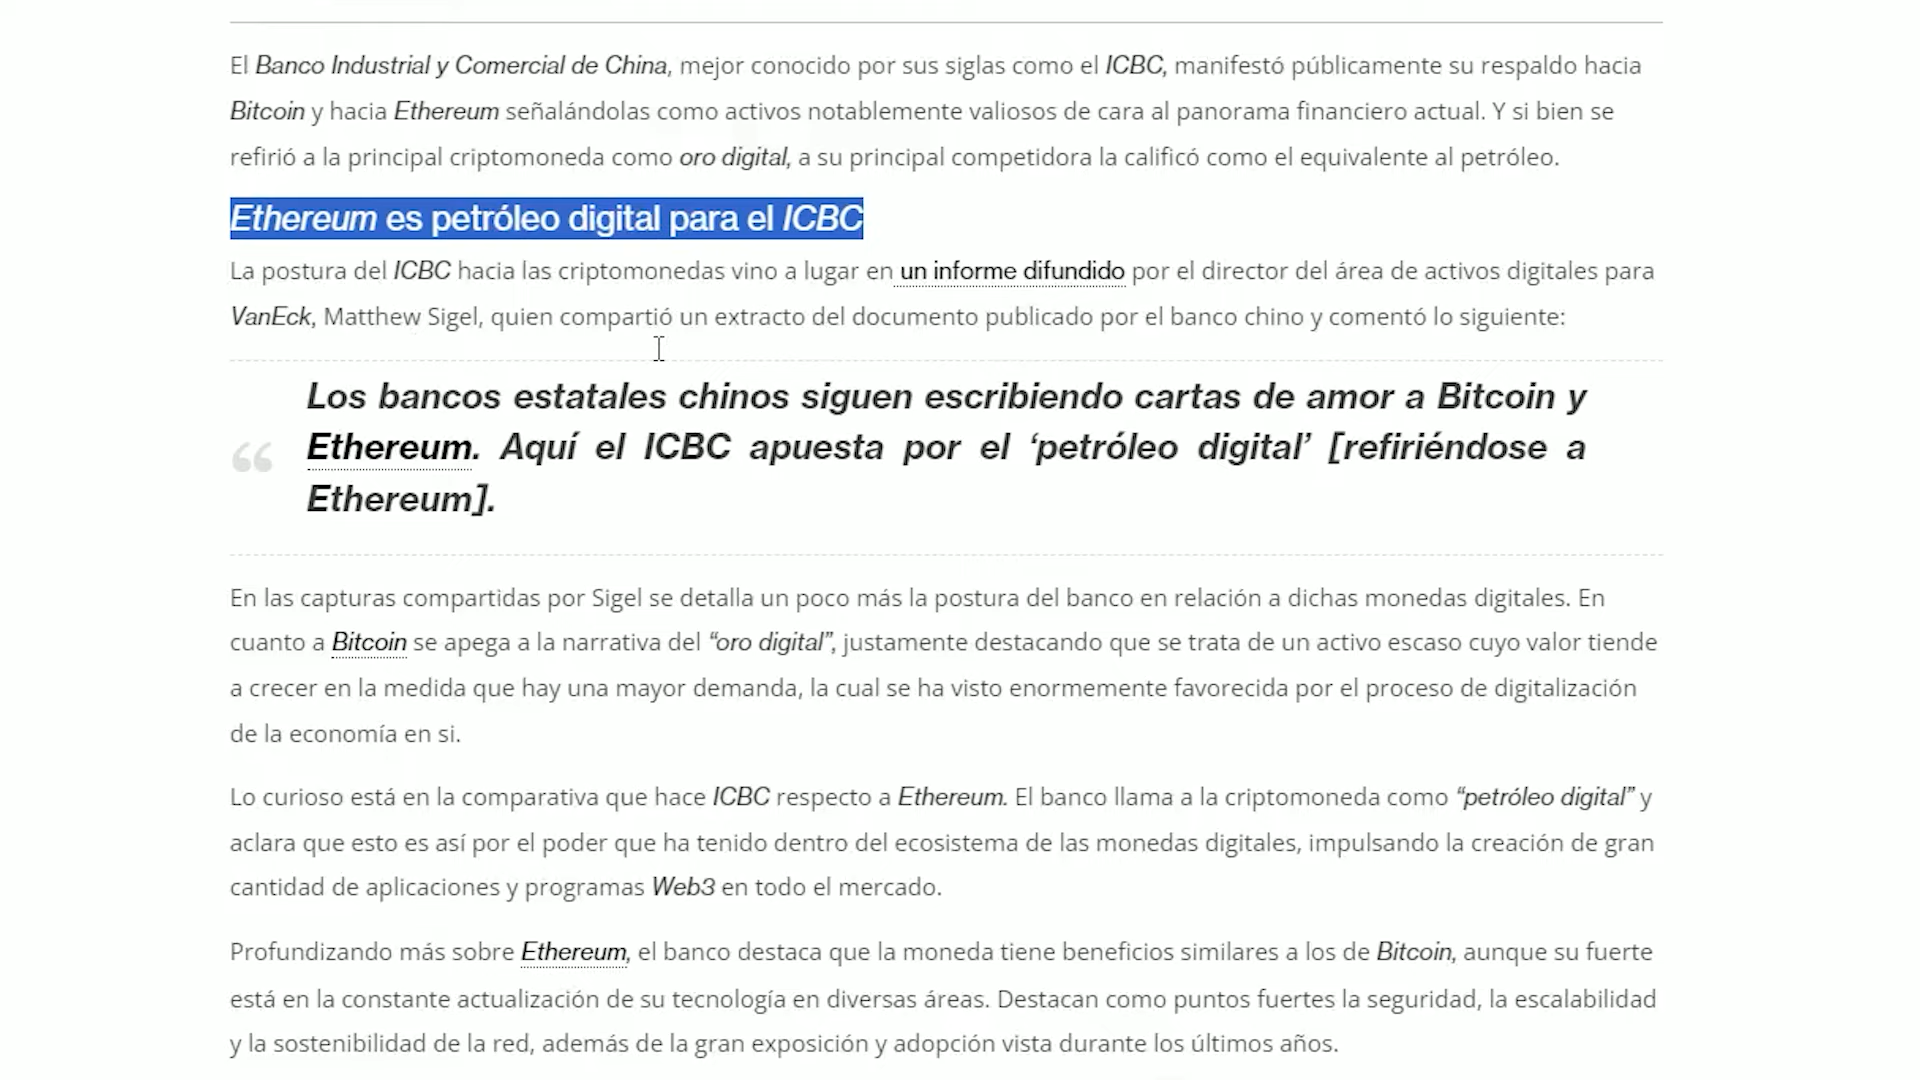 El Banco Industrial y Comercial de China, mejor conocido por sus siglas como el ICBC, manifestó públicamente su respaldo hacia
Bitcoin y hacia Ethereum señalándolas como activos notablemente valiosos de cara al panorama financiero actual. Y si bien se
refirió a la principal criptomoneda como oro digital, a su principal competidora la calificó como el equivalente al petróleo.
Ethereum es petróleo digital para el ICBC
La postura del ICBC hacia las criptomonedas vino a lugar en un informe difundido por el director del área de activos digitales para
VanEck, Matthew Sigel, quien compartió un extracto del documento publicado por el banco chino y comentó lo siguiente:
“
Los bancos estatales chinos siguen escribiendo cartas de amor a Bitcoin y
Ethereum. Aquí el ICBC apuesta por el ‘petróleo digital’ [refiriéndose a
Ethereum].
En las capturas compartidas por Sigel se detalla un poco más la postura del banco en relación a dichas monedas digitales. En
cuanto a Bitcoin se apega a la narrativa del “oro digital”, justamente destacando que se trata de un activo escaso cuyo valor tiende
a crecer en la medida que hay una mayor demanda, la cual se ha visto enormemente favorecida por el proceso de digitalización
de la economía en si.
Lo curioso está en la comparativa que hace ICBC respecto a Ethereum. El banco llama a la criptomoneda como “petróleo digital” y
aclara que esto es así por el poder que ha tenido dentro del ecosistema de las monedas digitales, impulsando la creación de gran
cantidad de aplicaciones y programas Web3 en todo el mercado.
Profundizando más sobre Ethereum, el banco destaca que la moneda tiene beneficios similares a los de Bitcoin, aunque su fuerte
está en la constante actualización de su tecnología en diversas áreas. Destacan como puntos fuertes la seguridad, la escalabilidad
y la sostenibilidad de la red, además de la gran exposición y adopción vista durante los últimos años.